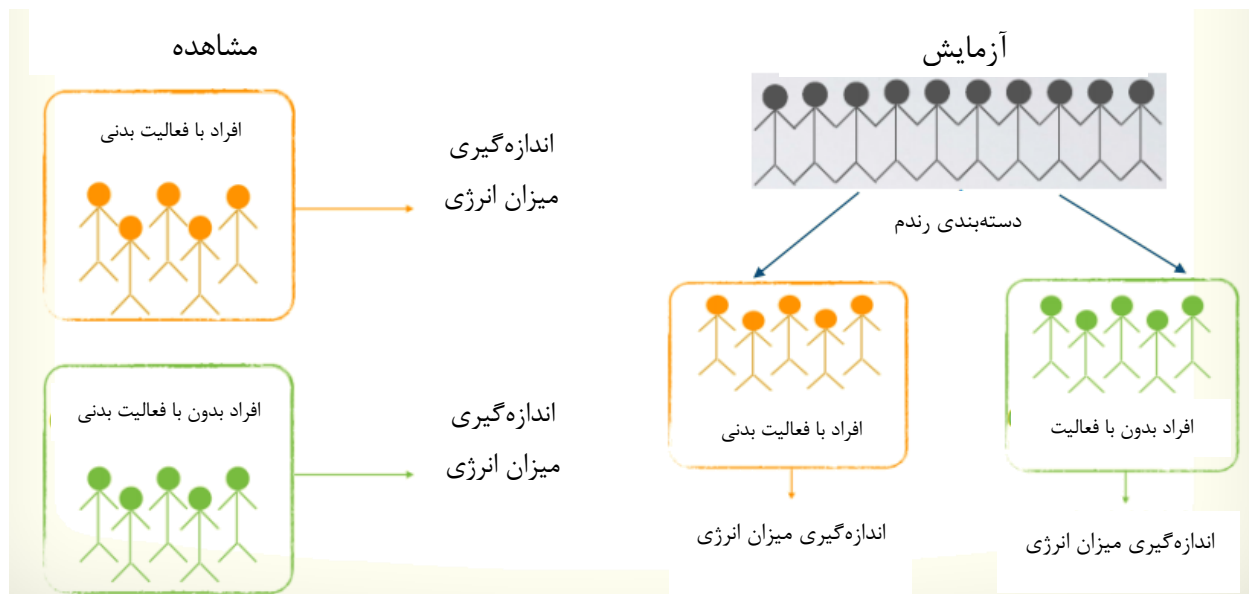 آزمایش
دسته‌بندی رندم
افراد بدون با فعالیت
افراد با فعالیت بدنی
اندازه‌گیری میزان انرژی
اندازه‌گیری میزان انرژی
مشاهده
افراد با فعالیت بدنی
اندازه‌گیری
میزان انرژی
افراد بدون با فعالیت بدنی
اندازه‌گیری
میزان انرژی